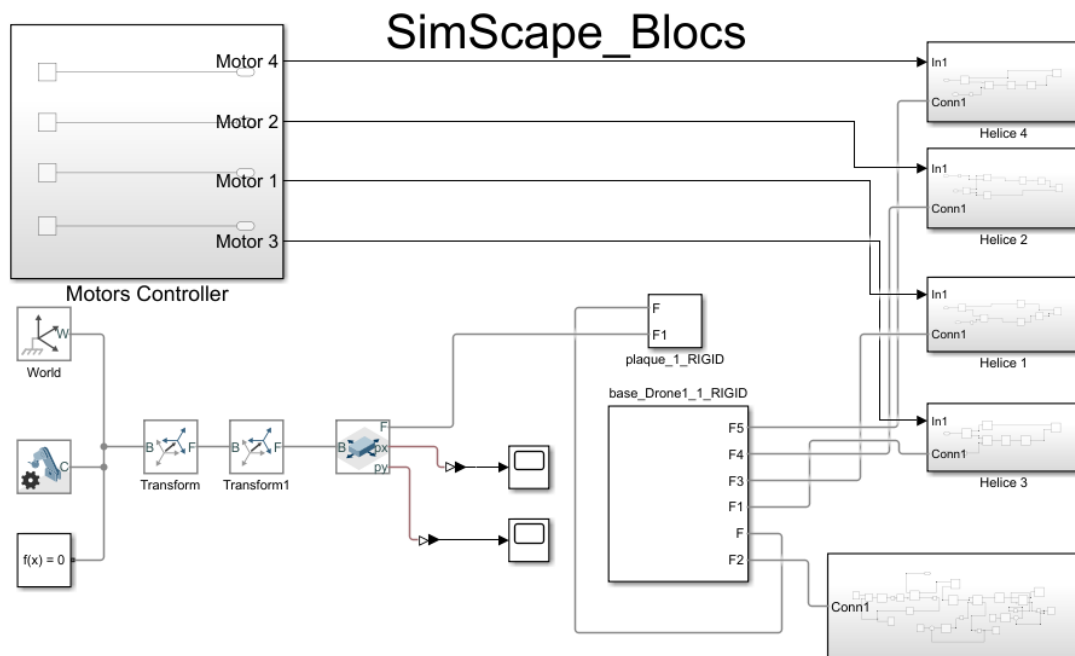 SimScape_Blocs
Motor 4
Motor 2
Motor 1
Motor 3
Motors Controller
In1
Conn1
Helice 4
In1
Conn1
Helice 2
In1
Conn1
Helice 1
In1
Conn1
Helice 3
W
World
C
f(x) = 0
B F
Transform
B F
Transform1
B F
px
py
F
F1
plaque_1_RIGID
base_Drone1_1_RIGID
F5
F4
F3
F1
F
F2
Conn1